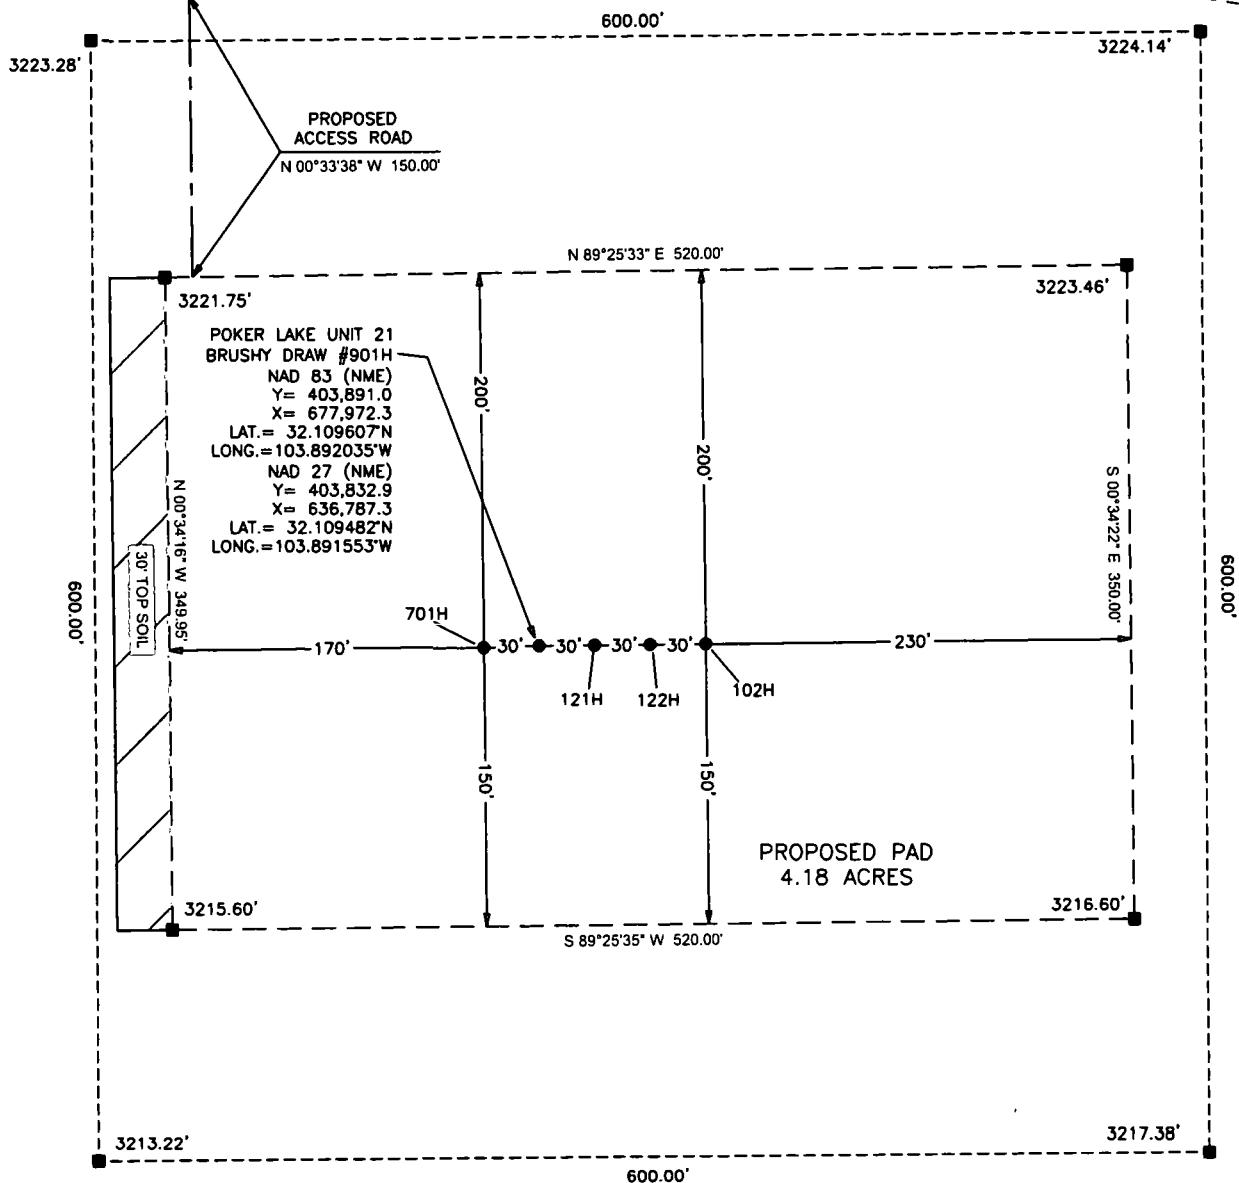 600.00'
3223.28'
3224.14'
PROPOSED
ACCESS ROAD
N 00°33'38" W 150.00'
N 89°25'33" E 520.00'
3221.75'
3223.46'
POKER LAKE UNIT 21
BRUSHY DRAW #901H
NAD 83 (NME)
Y= 403,891.0
X= 677,972.3
LAT.= 32.109607°N
LONG.=103.892035°W
NAD 27 (NME)
Y= 403,832.9
X= 636,787.3
LAT.= 32.109482°N
LONG.=103.891553°W
200'
200'
N 00°34'16" W 349.95'
S 00°34'22" E 350.00'
30' TOP SOIL
600.00'
600.00'
701H
170'
30'
30'
30'
30'
230'
121H
122H
102H
150'
150'
PROPOSED PAD
4.18 ACRES
3215.60'
3216.60'
S 89°25'35" W 520.00'
3213.22'
3217.38'
600.00'